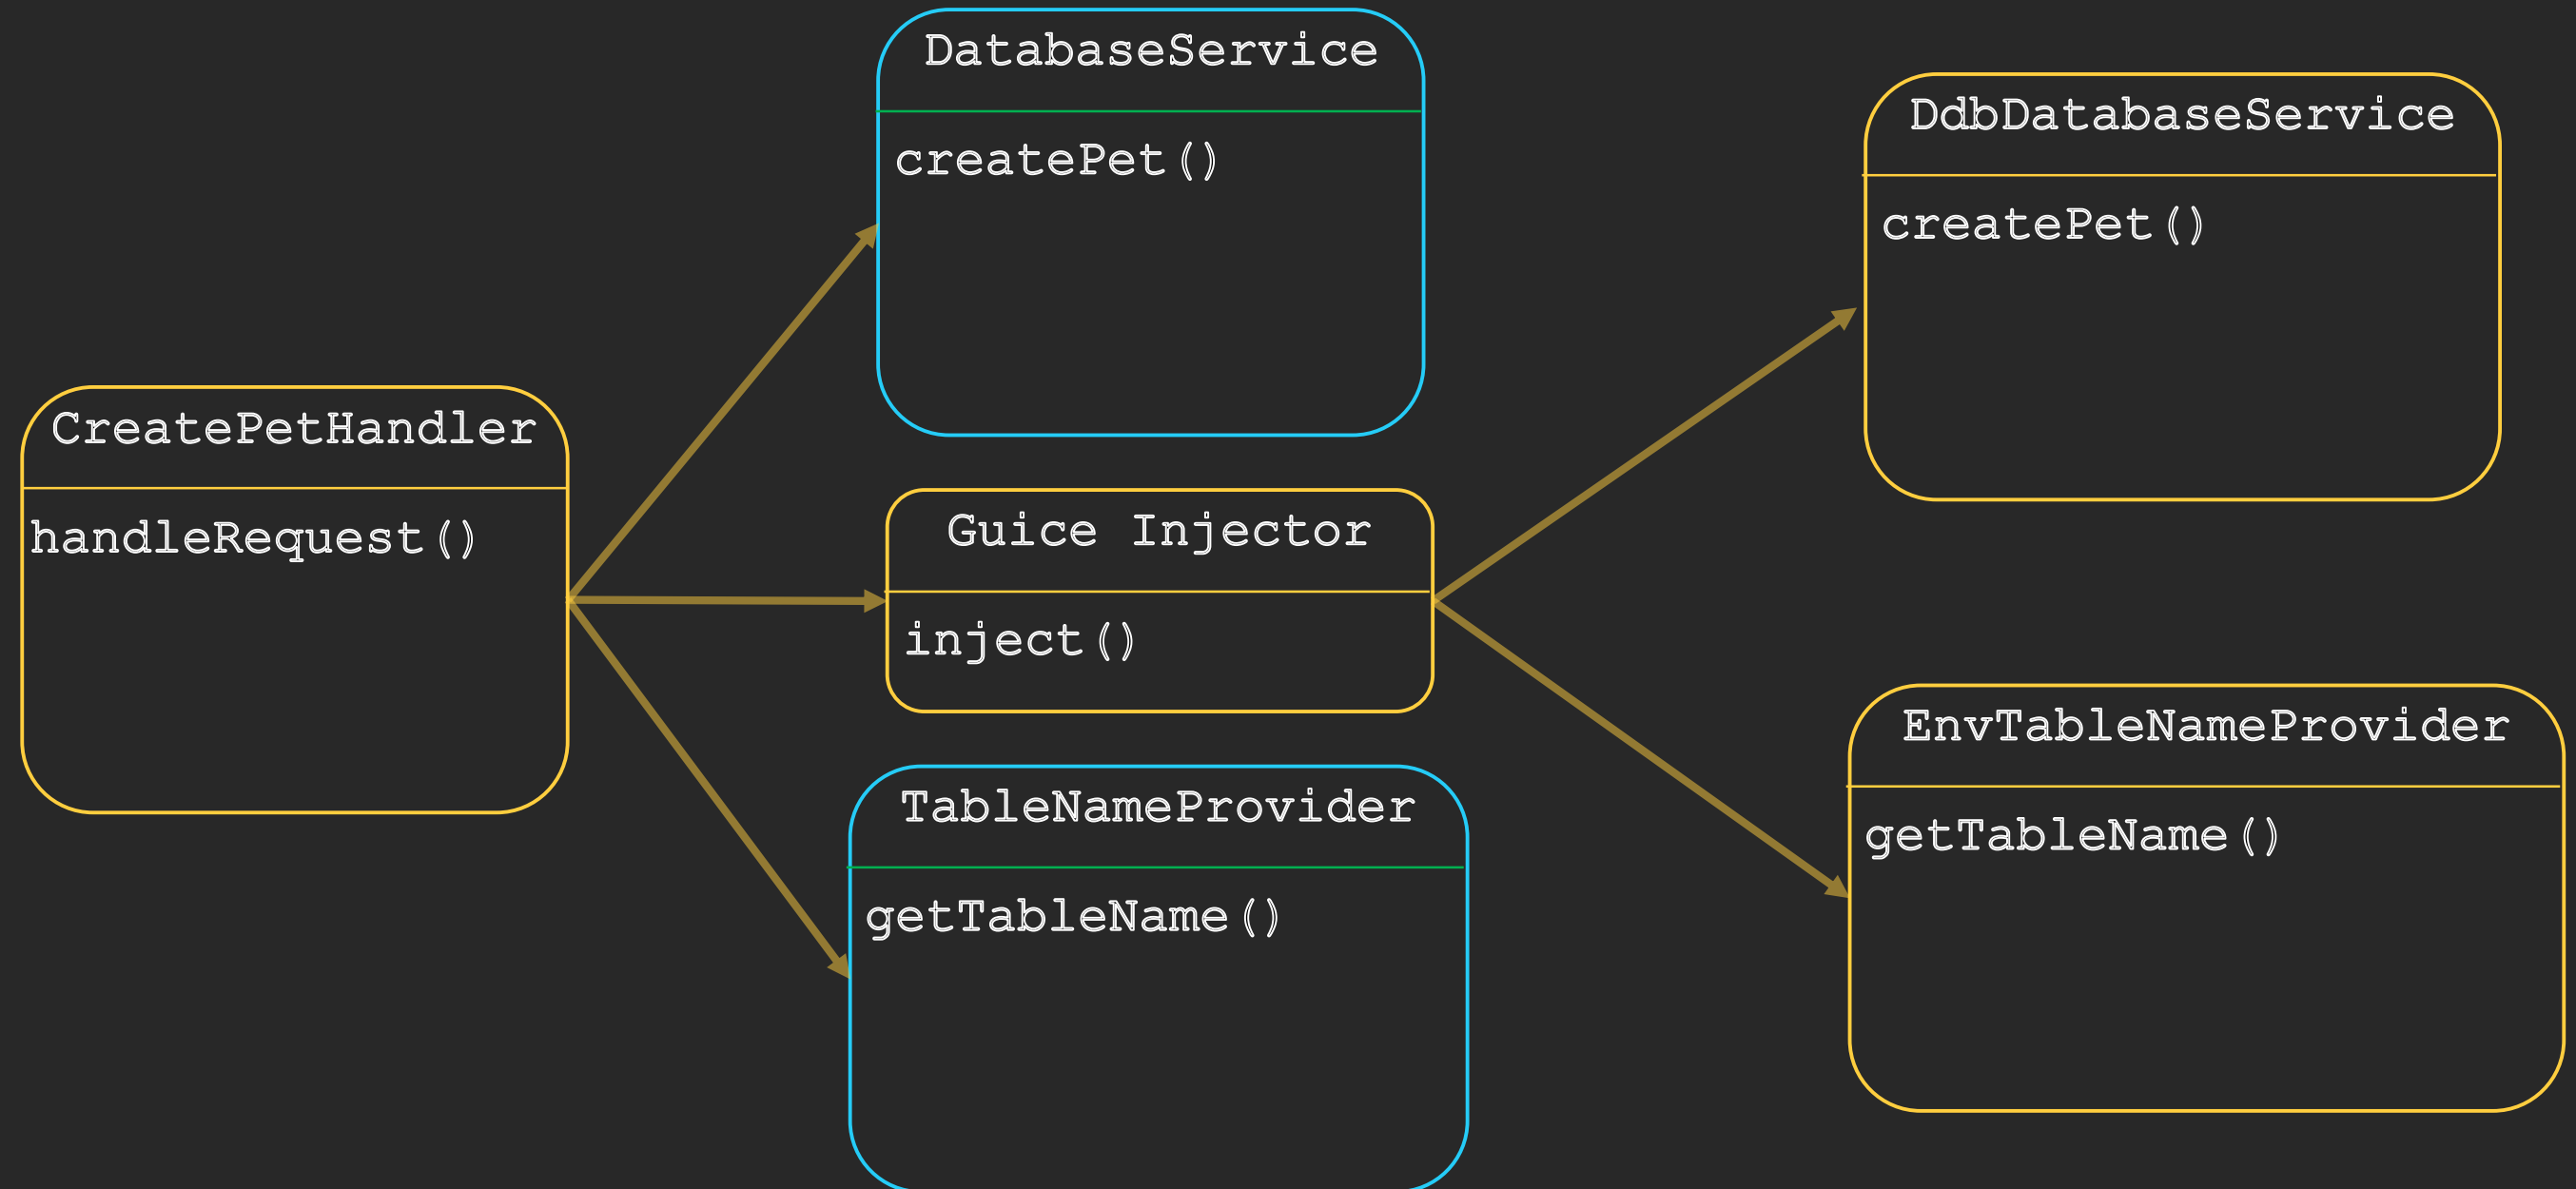 DatabaseService
createPet()
DdbDatabaseService
createPet()
CreatePetHandler
handleRequest()
Guice Injector
inject()
TableNameProvider
getTableName()
EnvTableNameProvider
getTableName()